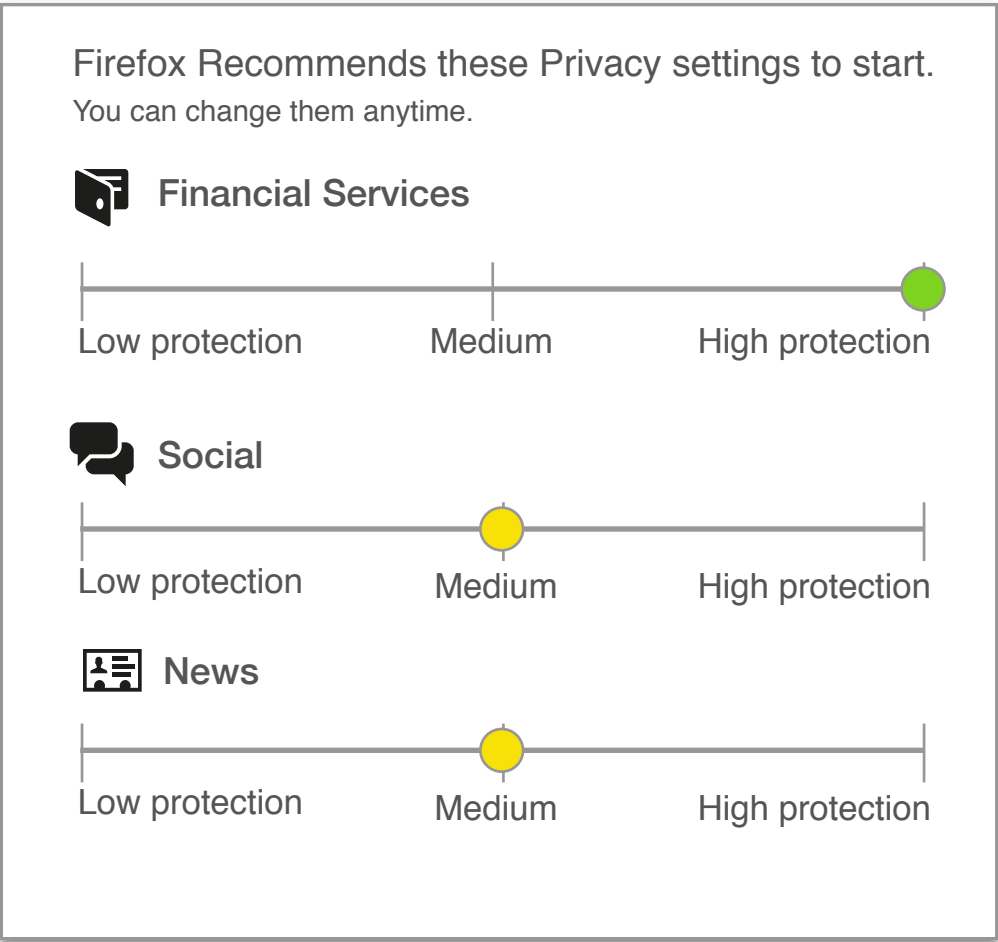 Firefox Recommends these Privacy settings to start.
You can change them anytime.
Financial Services
Low protection Medium High protection
Social
Low protection Medium High protection
News
Low protection Medium High protection